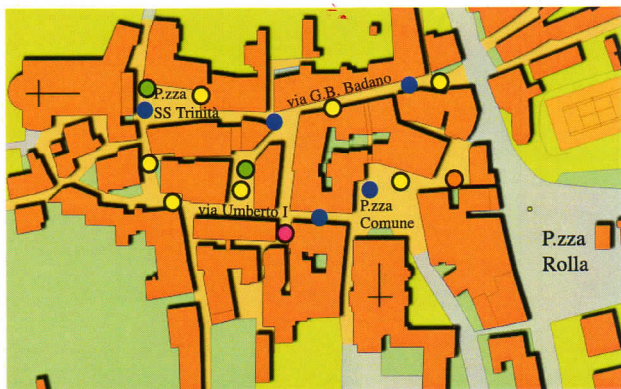 P.zza
SS Trinità
via G.B. Badano
via Umberto I
P.zza
Comune
P.zza
Rolla